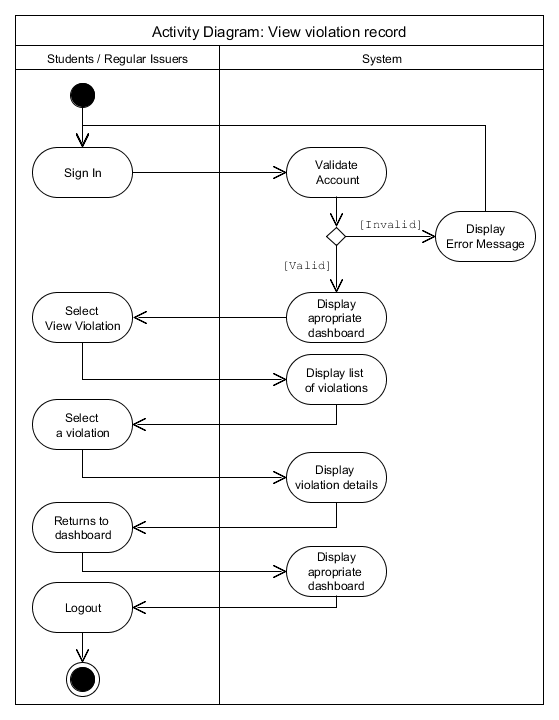 Activity Diagram: View violation record
Students / Regular Issuers
System
Sign In
Validate
Account
[Invalid]
Display
Error Message
[Valid]
Display
apropriate
dashboard
Select
View Violation
Display list
of violations
Select
a violation
Display
violation details
Returns to
dashboard
Display
apropriate
dashboard
Logout